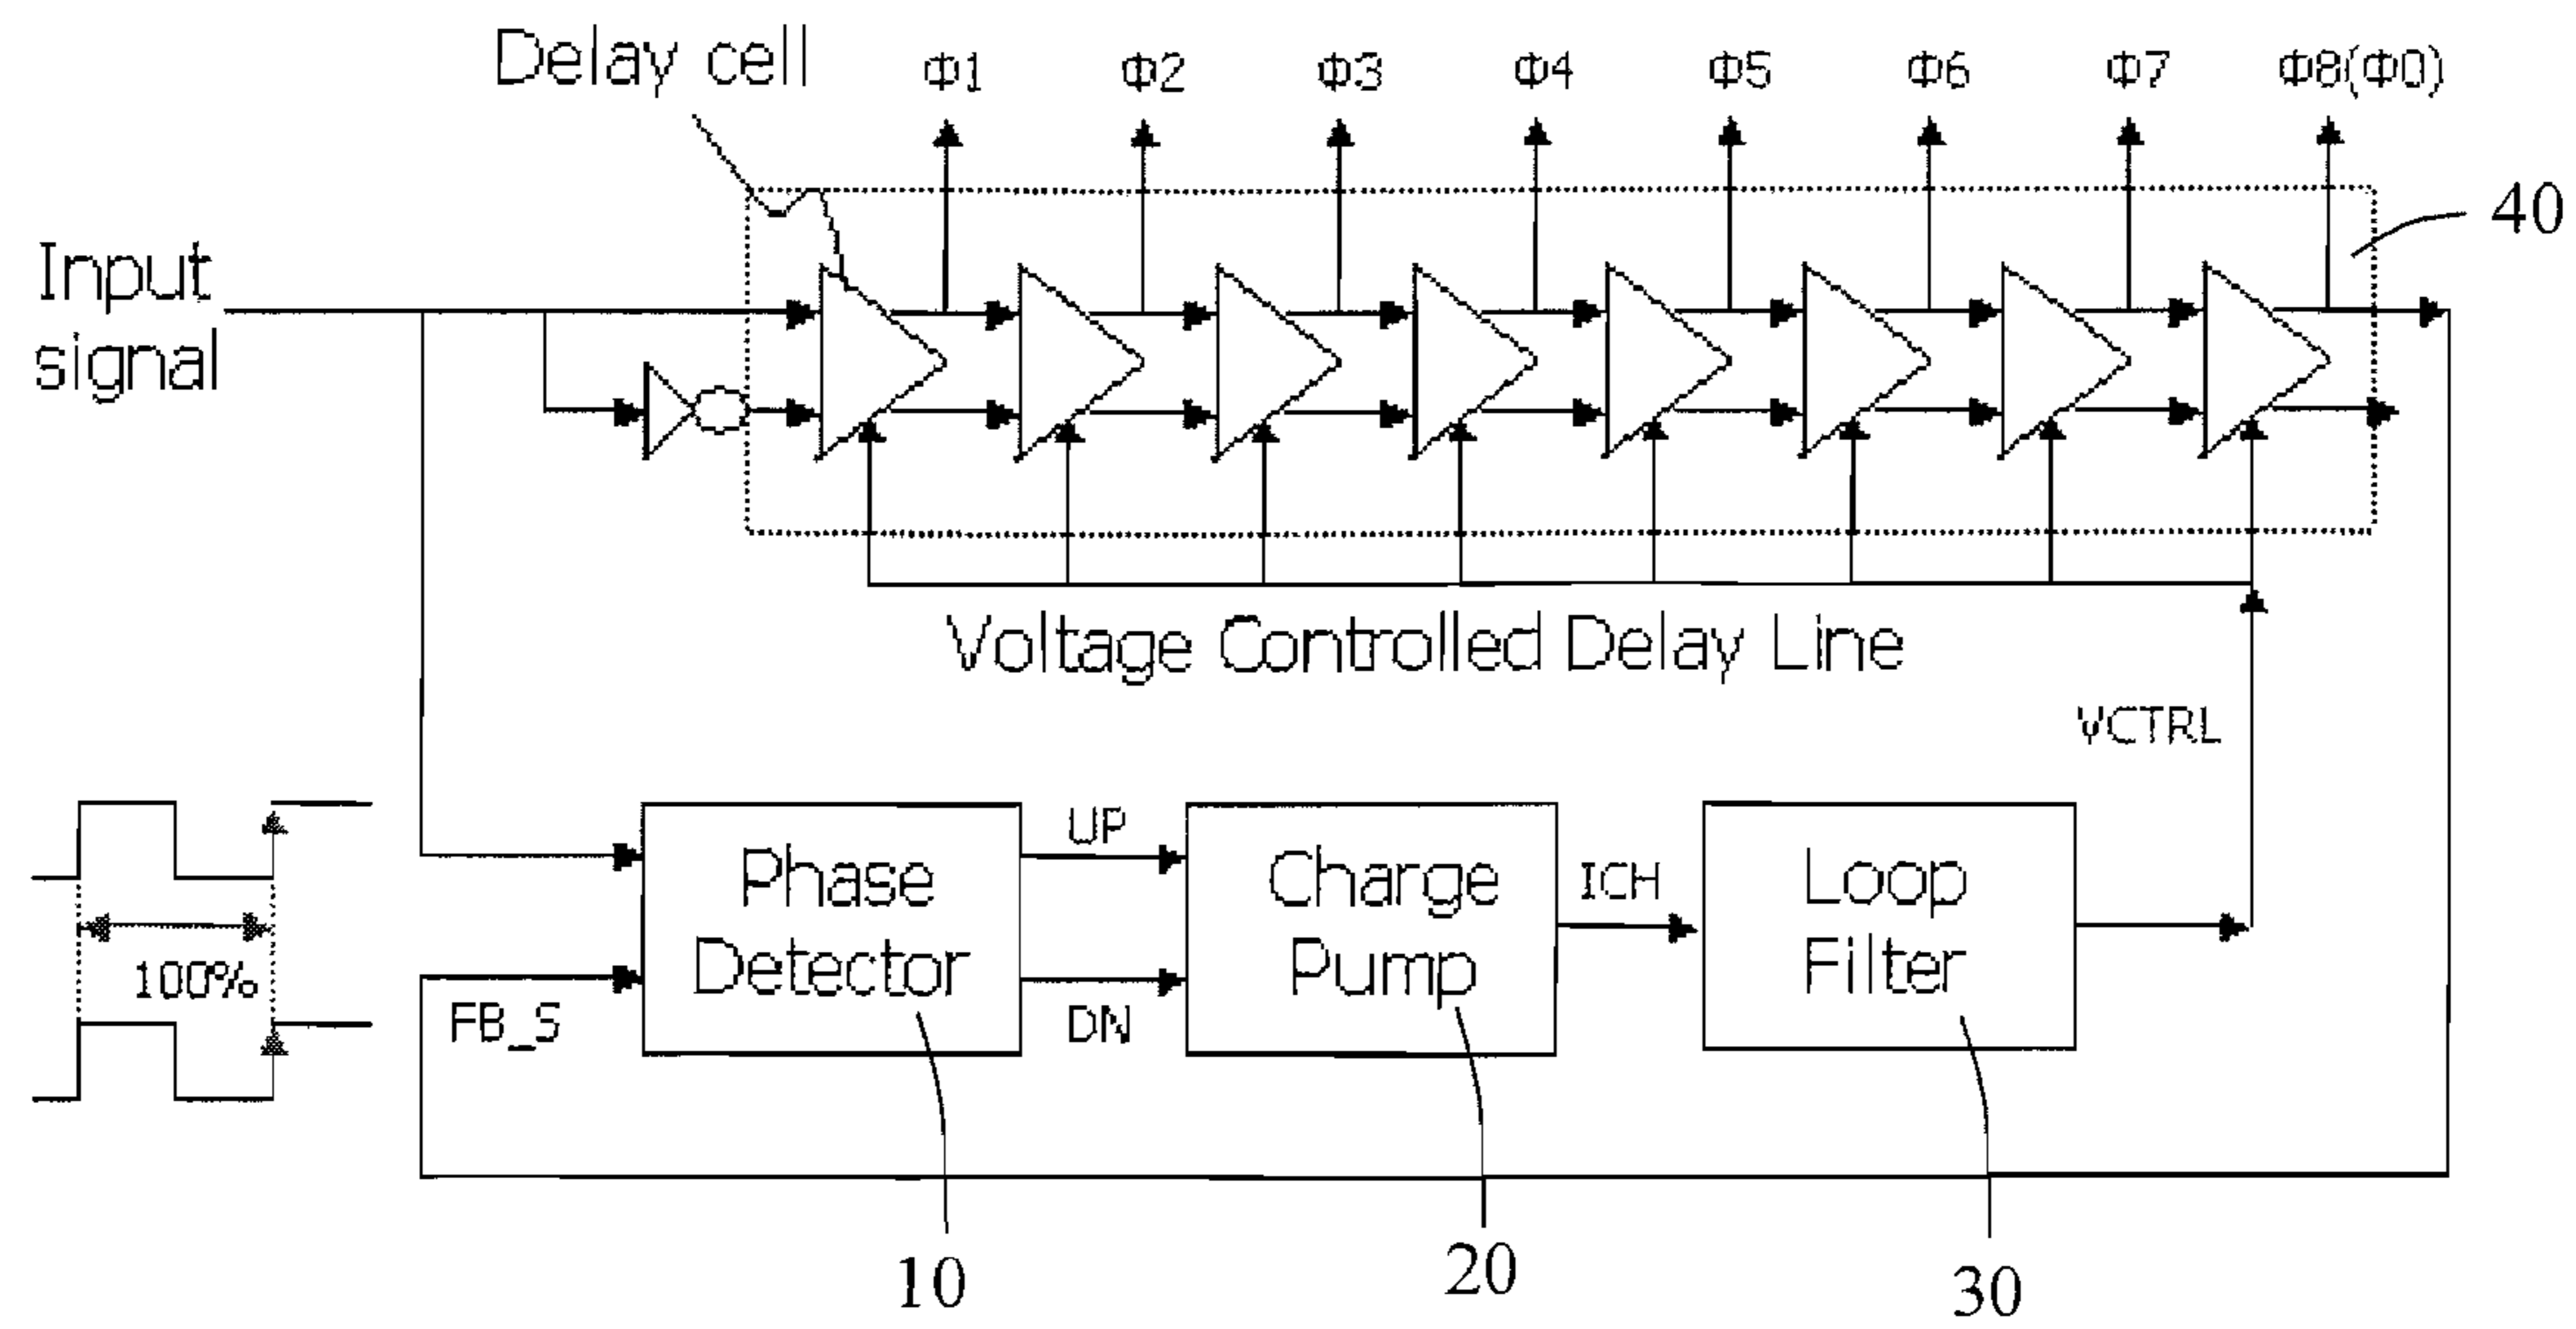 Delay cell
Φ1 Φ2 Φ3 Φ4 Φ5 Φ6 Φ7 Φ8(Φ0)
40
Input
signal
Voltage Controlled Delay Line
VCTRL
100%
FB_S
Phase
Detector
UP
DN
Charge
Pump
ICH
Loop
Filter
10
20
30